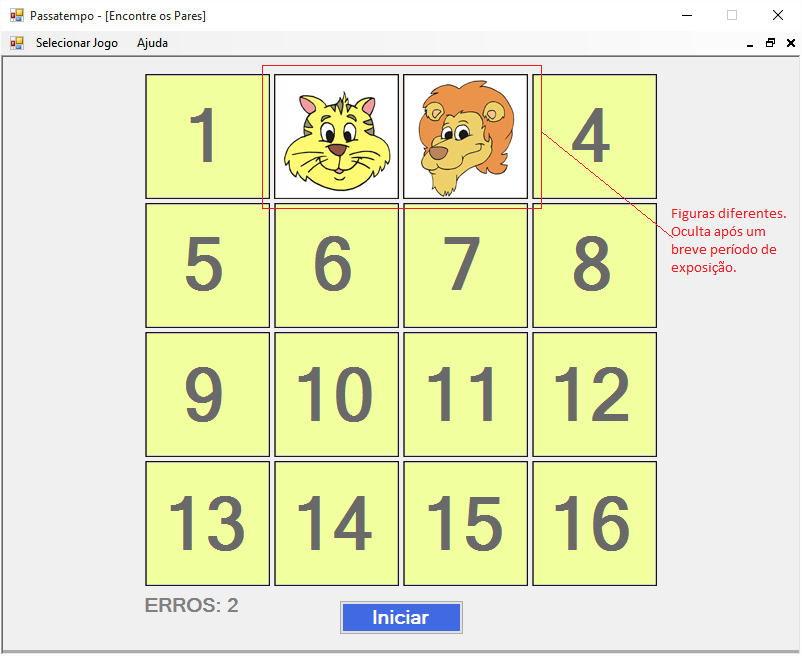 Passatempo - [Encontre os Pares]
Selecionar Jogo Ajuda
1 4
5 6 7 8
9 10 11 12
13 14 15 16
Figuras diferentes.
Oculta após um
breve período de
exposição.
ERROS: 2
Iniciar